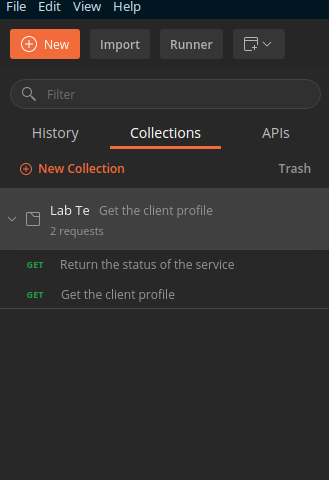 File Edit View Help
New Import Runner
Filter
History Collections APIs
New Collection Trash
Lab Te Get the client profile
2 requests
GET Return the status of the service
GET Get the client profile